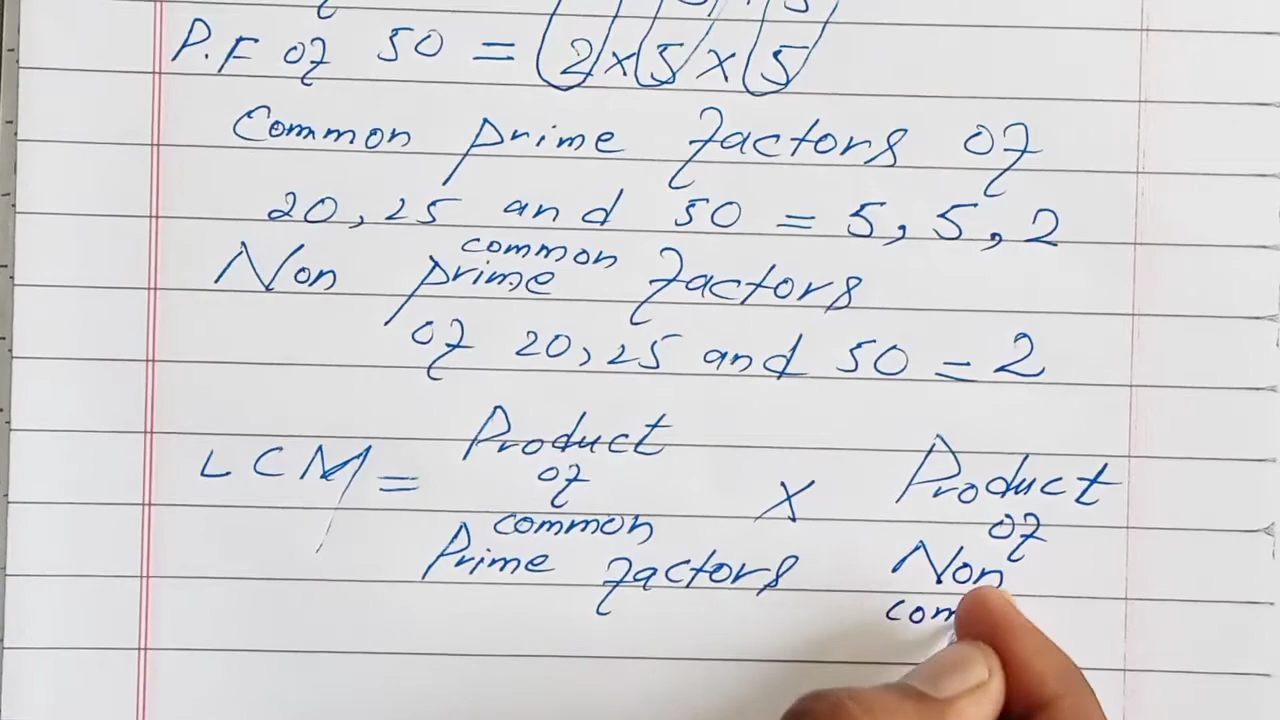 P.F of 50 = 2 × 5 × 5
Common prime factors of
20, 25 and 50 = 5, 5, 2
Non common prime factors
of 20, 25 and 50 = 2
LCM = Product of common Prime factors × Product of Non